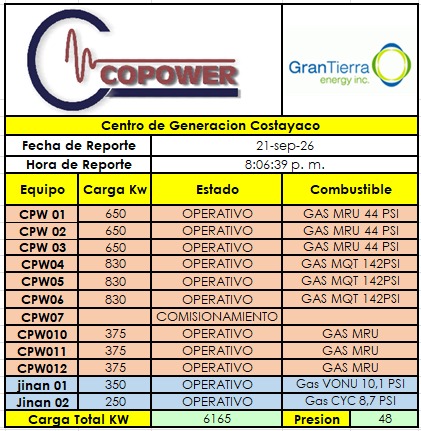 COPOWER
GranTierra
energy inc.
Centro de Generacion Costayaco
Fecha de Reporte 21-sep-26
Hora de Reporte 8:06:39 p. m.
Equipo Carga Kw Estado Combustible
CPW 01 650 OPERATIVO GAS MRU 44 PSI
CPW 02 650 OPERATIVO GAS MRU 44 PSI
CPW 03 650 OPERATIVO GAS MRU 44 PSI
CPW04 830 OPERATIVO GAS MQT 142PSI
CPW05 830 OPERATIVO GAS MQT 142PSI
CPW06 830 OPERATIVO GAS MQT 142PSI
CPW07 COMISIONAMIENTO
CPW010 375 OPERATIVO GAS MRU
CPW011 375 OPERATIVO GAS MRU
CPW012 375 OPERATIVO GAS MRU
jinan 01 350 OPERATIVO Gas VONU 10,1 PSI
Jinan 02 250 OPERATIVO Gas CYC 8,7 PSI
Carga Total KW 6165 Presion 48